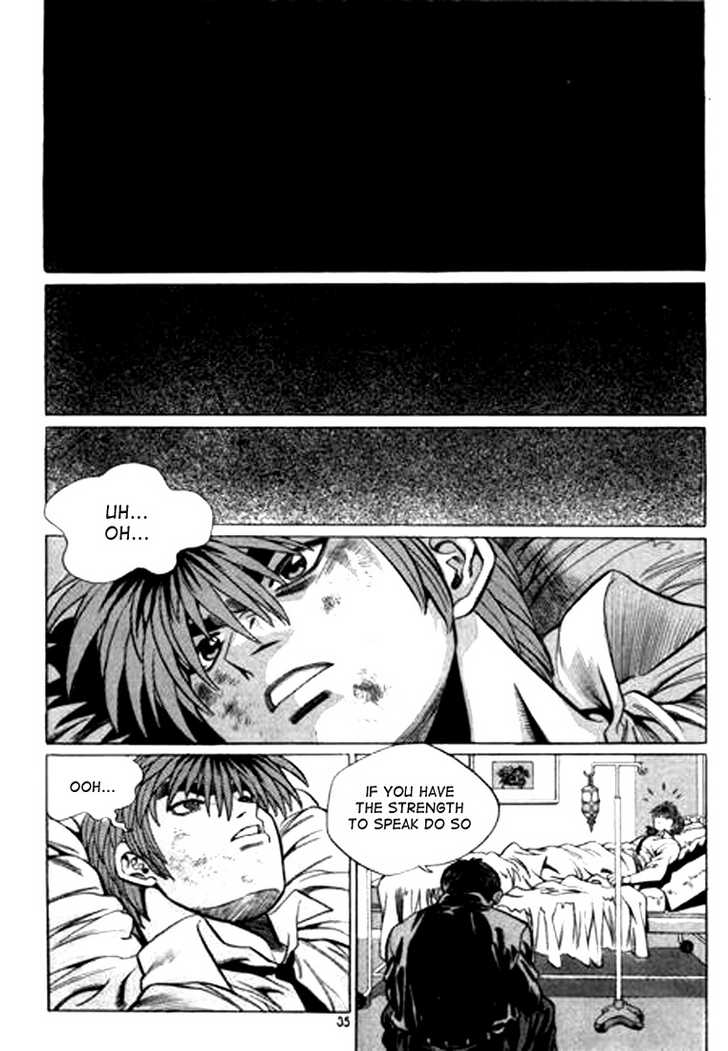 UH...
OH...
OOH...
IF YOU HAVE
THE STRENGTH
TO SPEAK DO SO
35